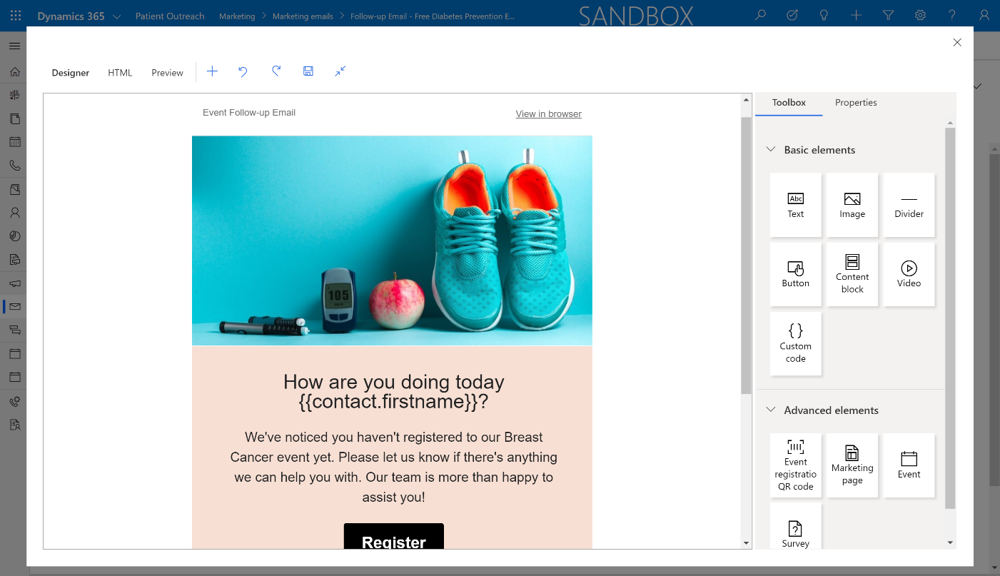 Dynamics 365
Patient Outreach
Marketing
Marketing emails
Follow-up Email - Free Diabetes Prevention E...
SANDBOX
Designer
HTML
Preview
Event Follow-up Email
View in browser
105
How are you doing today
{{contact.firstname}}?
We've noticed you haven't registered to our Breast
Cancer event yet. Please let us know if there's anything
we can help you with. Our team is more than happy to
assist you!
Register
Toolbox
Properties
Basic elements
Abc
Text
Image
Divider
Button
Content
block
Video
{ }
Custom
code
Advanced elements
Event
registratio
QR code
Marketing
page
Event
Survey